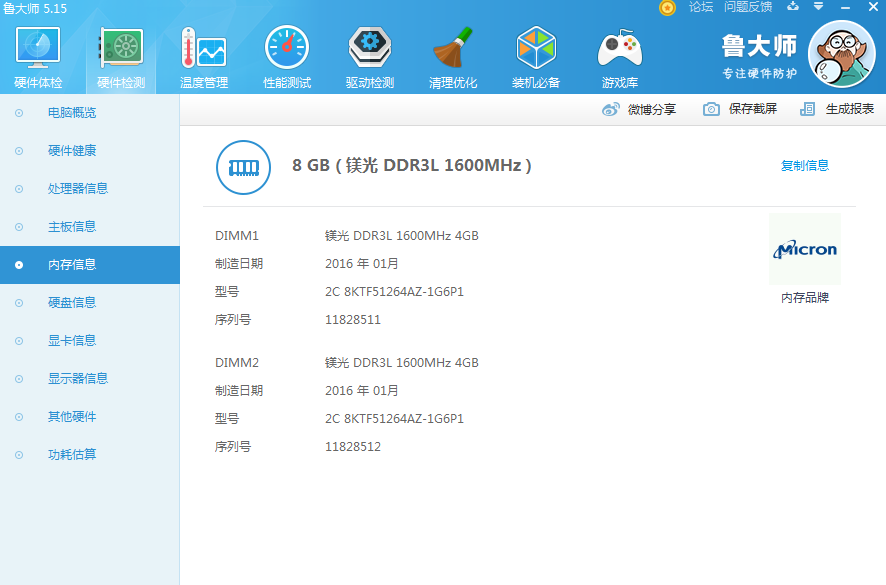 鲁大师 5.15
论坛 问题反馈
硬件体检 硬件检测 温度管理 性能测试 驱动检测 清理优化 装机必备 游戏库
鲁大师
专注硬件防护
微博分享 保存截屏 生成报表
电脑概览
硬件健康
处理器信息
主板信息
内存信息
硬盘信息
显卡信息
显示器信息
其他硬件
功耗估算
8 GB ( 镁光 DDR3L 1600MHz )
复制信息
DIMM1 镁光 DDR3L 1600MHz 4GB
制造日期 2016 年 01月
型号 2C 8KTF51264AZ-1G6P1
序列号 11828511
Micron
内存品牌
DIMM2 镁光 DDR3L 1600MHz 4GB
制造日期 2016 年 01月
型号 2C 8KTF51264AZ-1G6P1
序列号 11828512